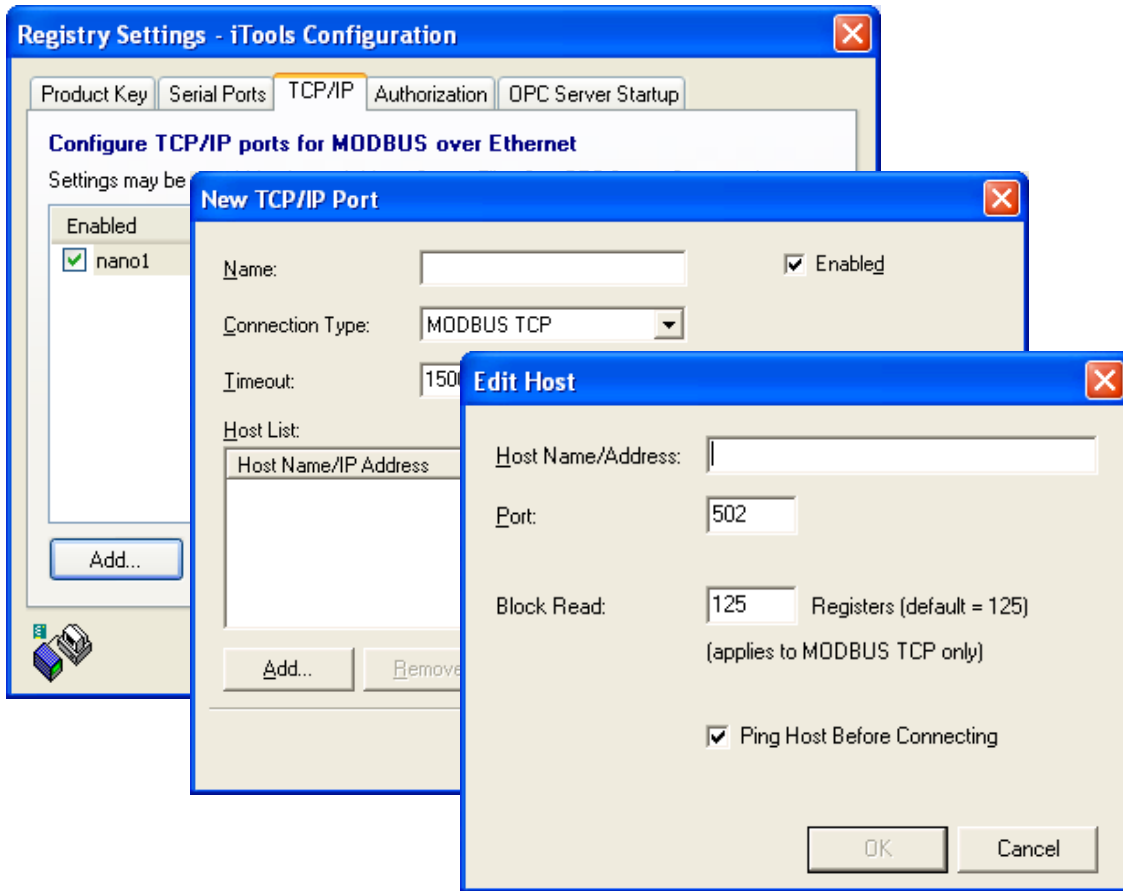 Registry Settings - iTools Configuration
Product Key Serial Ports TCP/IP Authorization OPC Server Startup
Configure TCP/IP ports for MODBUS over Ethernet
Settings may be
Enabled
nano1
Add...
New TCP/IP Port
Name:
Enabled
Connection Type: MODBUS TCP
Timeout:
Host List:
Host Name/IP Address
Add... Remove
Edit Host
Host Name/Address:
Port: 502
Block Read: 125 Registers (default = 125)
(applies to MODBUS TCP only)
Ping Host Before Connecting
OK Cancel